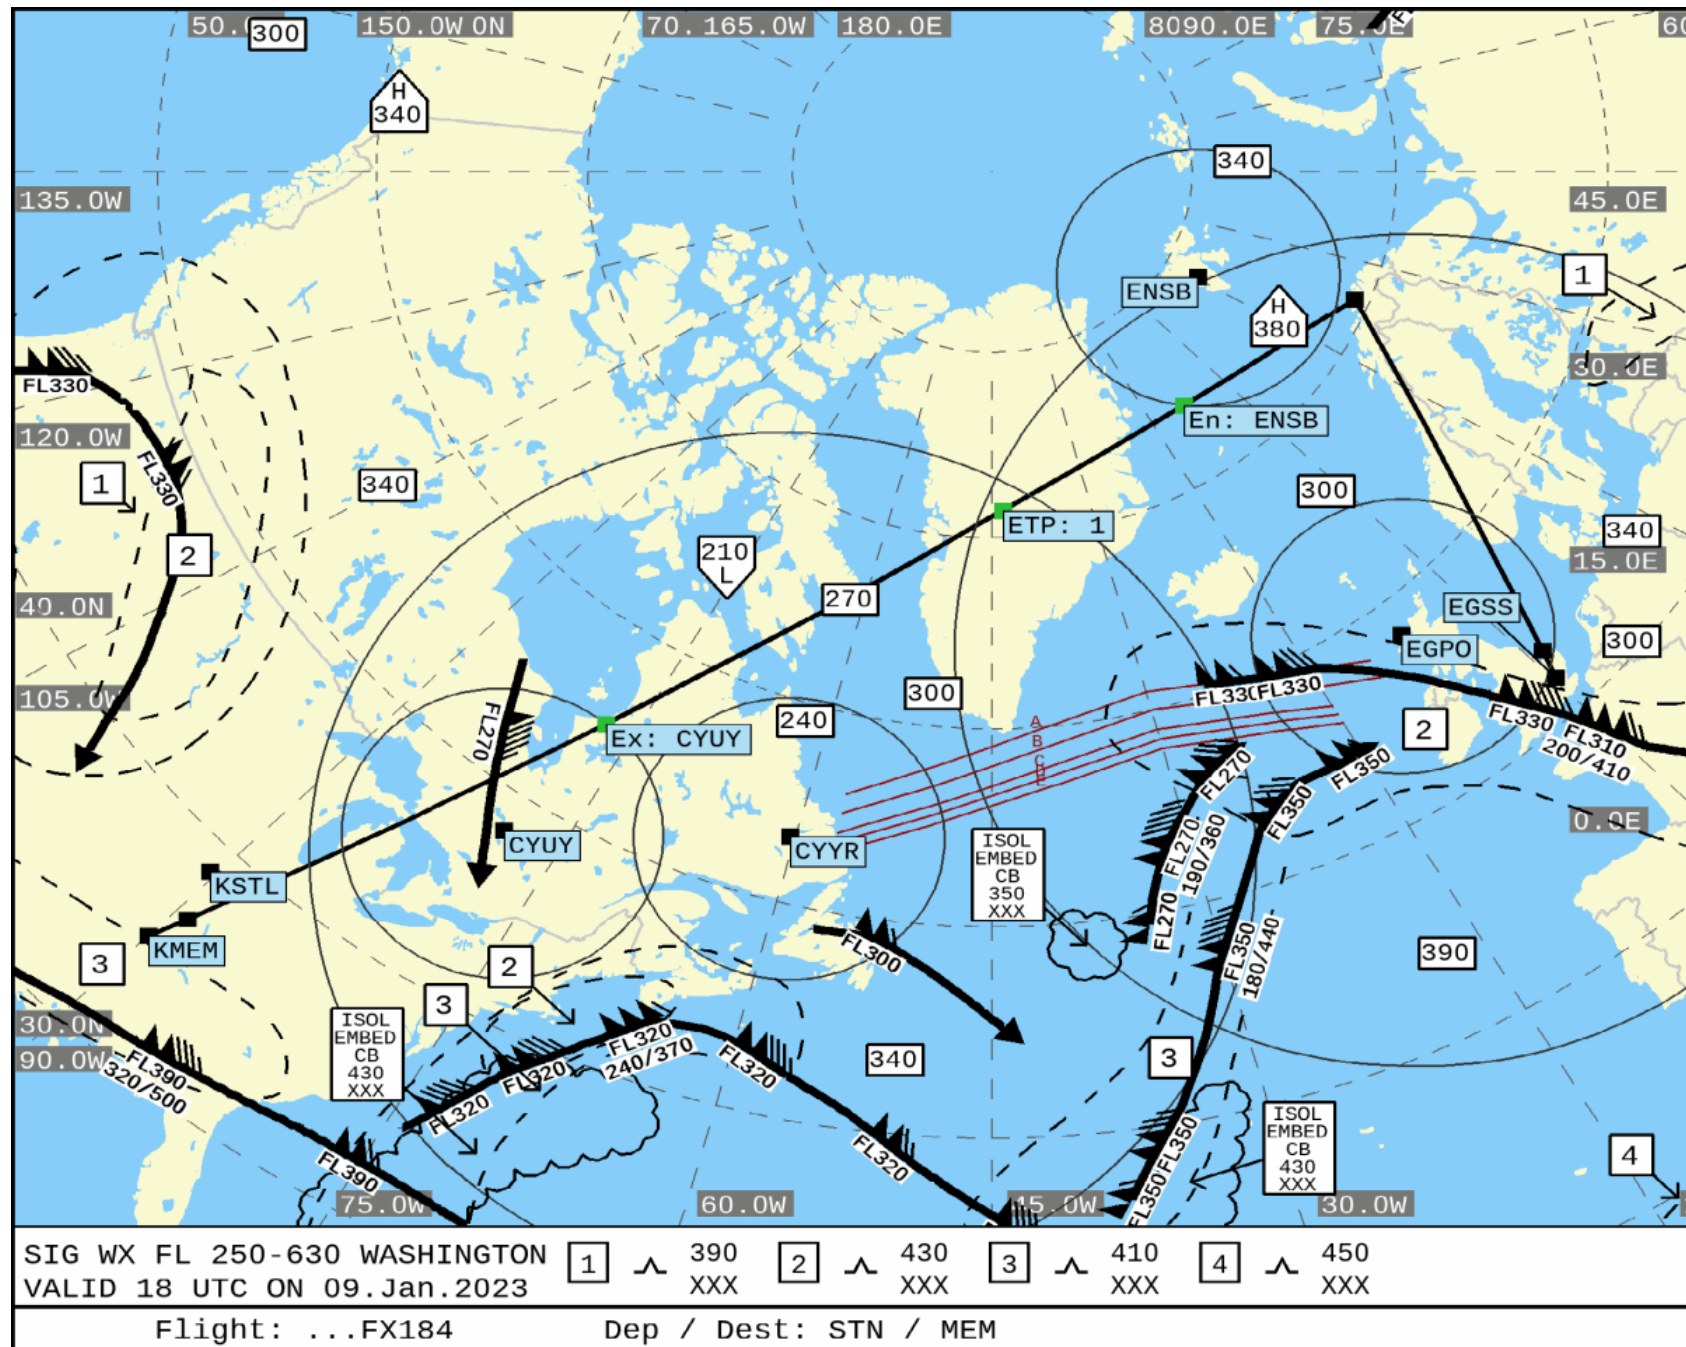 50.
300
150.W
0N
70.
165.0W
180.0E
80
90.0E
75.0E
60
H
340
340
135.0W
45.0E
1
ENSB
H
380
FL330
30.0E
En: ENSB
120.0W
FL330
1
340
300
ETP: 1
340
2
210
L
15.0E
40.0N
270
EGSS
EGPO
300
105.0W
FL270
240
300
A
B
C
FL330
FL330
FL330
FL310
200/410
2
Ex: CYUY
FL270
FL350
FL350
0.0E
CYUY
CYYR
ISOL
EMBED
CB
350
XXX
FL270
190/360
FL270
KSTL
KMEM
3
2
FL300
FL350
180/440
390
3
30.0N
90.0W
ISOL
EMBED
CB
430
XXX
FL390
320/500
FL320
FL320
FL320
240/370
FL320
340
3
FL320
FL390
FL350
FL350
ISOL
EMBED
CB
430
XXX
4
75.0W
60.0W
45.0W
30.0W
SIG WX FL 250-630 WASHINGTON
VALID 18 UTC ON 09.Jan.2023
1 390
XXX
2 430
XXX
3 410
XXX
4 450
XXX
Flight: ...FX184 Dep / Dest: STN / MEM